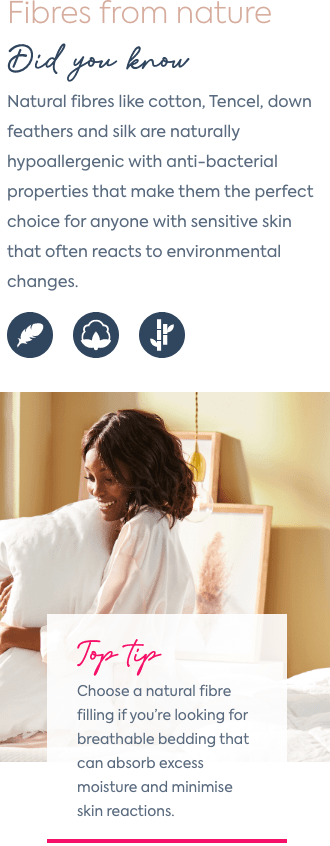 Fibres from nature
Did you know
Natural fibres like cotton, Tencel, down
feathers and silk are naturally
hypoallergenic with anti-bacterial
properties that make them the perfect
choice for anyone with sensitive skin
that often reacts to environmental
changes.
Top tip
Choose a natural fibre
filling if you're looking for
breathable bedding that
can absorb excess
moisture and minimise
skin reactions.